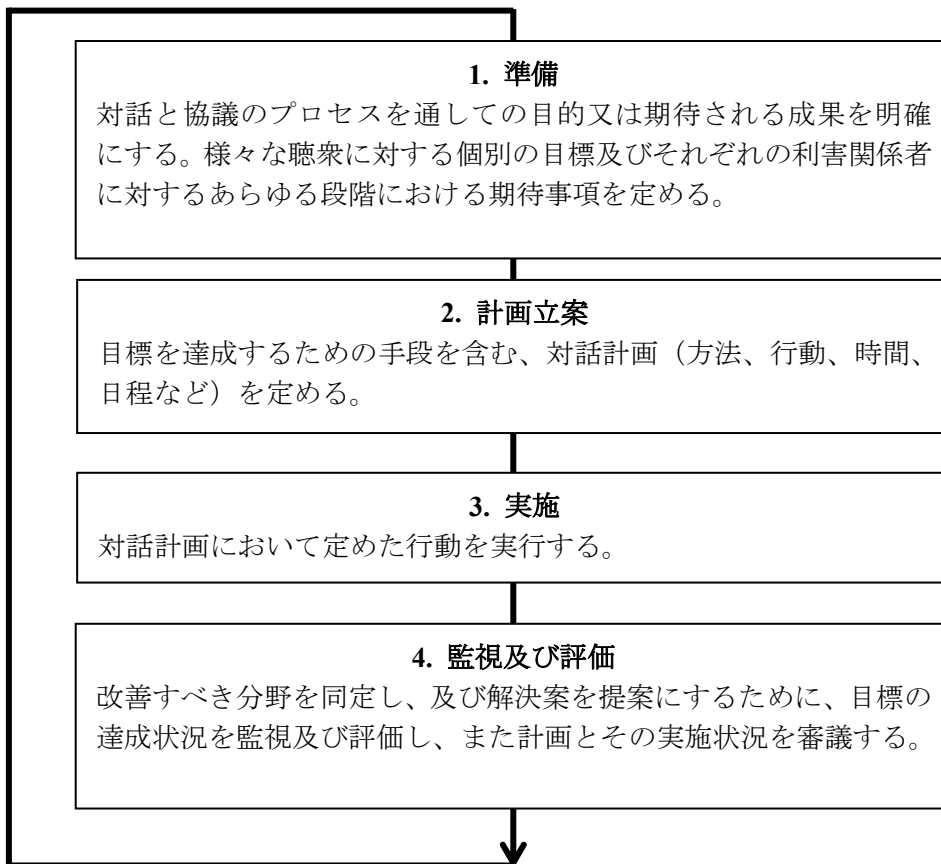 1. 準備
対話と協議のプロセスを通しての目的又は期待される成果を明確
にする。様々な聴衆に対する個別の目標及びそれぞれの利害関係者
に対するあらゆる段階における期待事項を定める。
2. 計画立案
目標を達成するための手段を含む、対話計画（方法、行動、時間、
日程など）を定める。
3. 実施
対話計画において定めた行動を実行する。
4. 監視及び評価
改善すべき分野を同定し、及び解決案を提案にするために、目標の
達成状況を監視及び評価し、また計画とその実施状況を審議する。